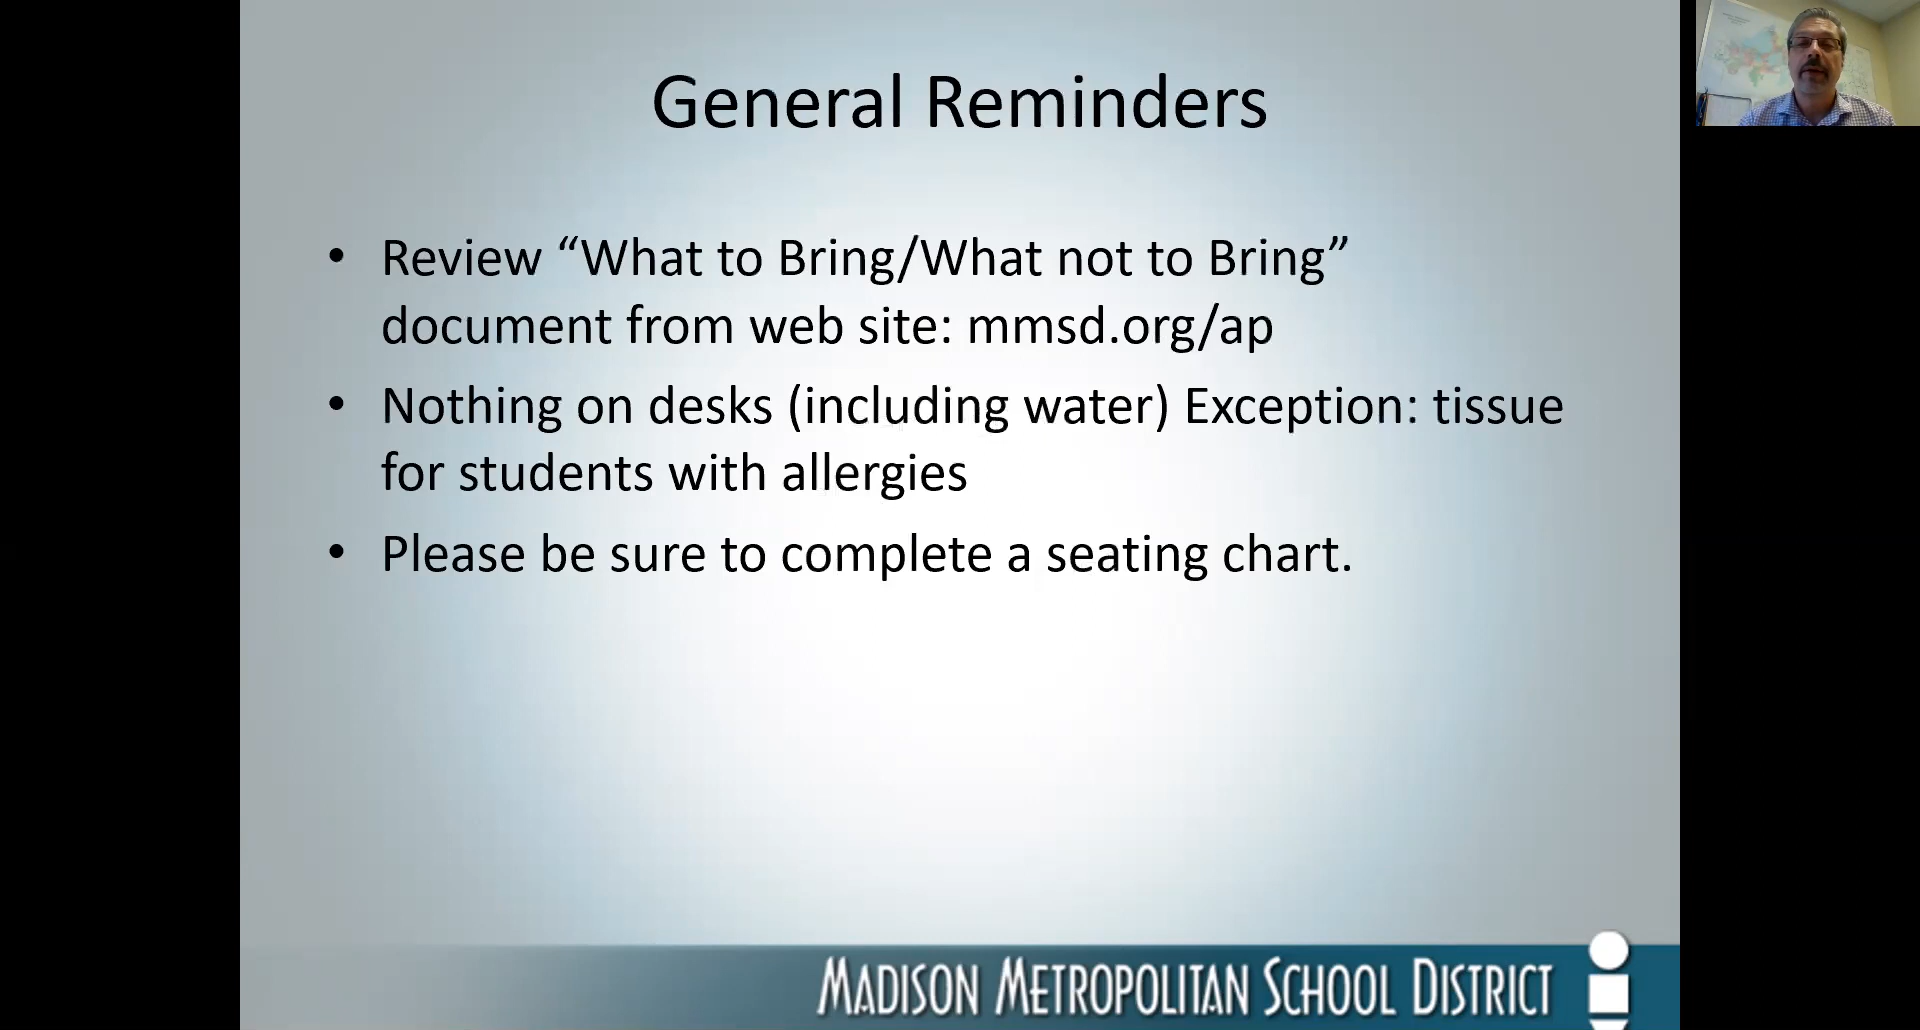 General Reminders
• Review “What to Bring/What not to Bring”
document from web site: mmsd.org/ap
• Nothing on desks (including water) Exception: tissue
for students with allergies
• Please be sure to complete a seating chart.
MADISON METROPOLITAN SCHOOL DISTRICT